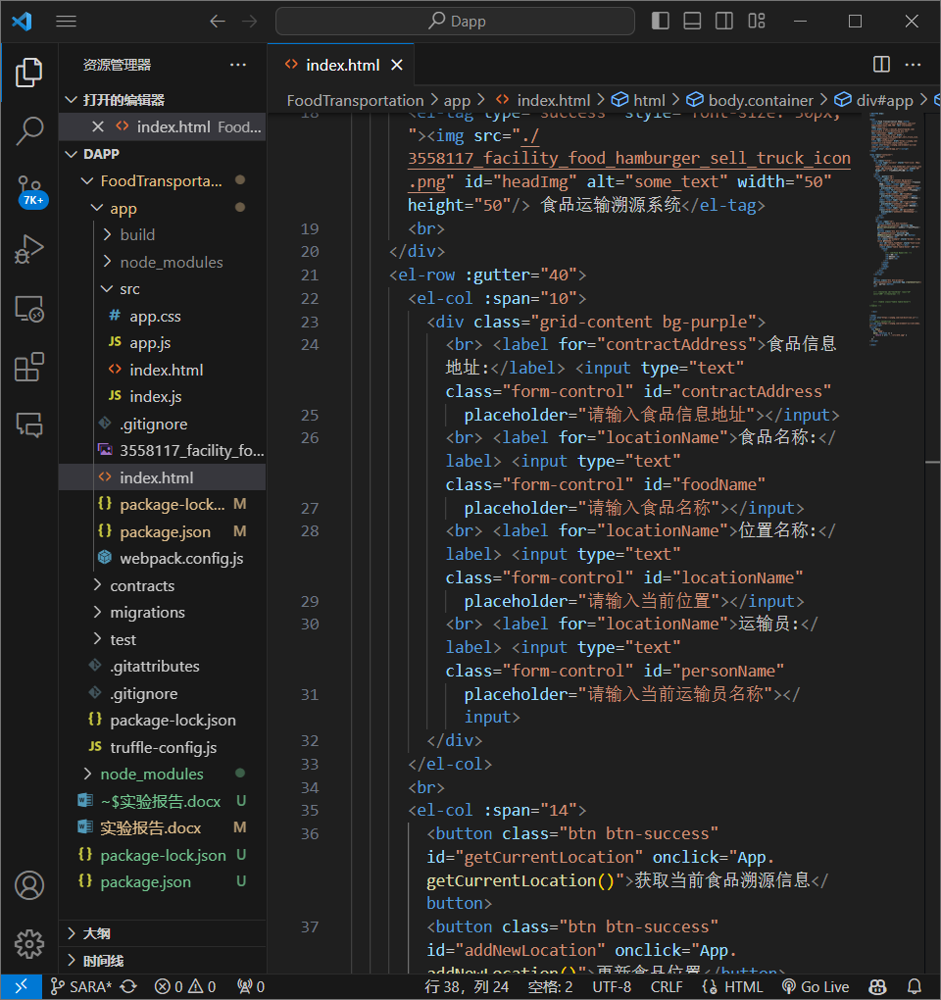 Dapp
资源管理器
index.html
打开的编辑器
FoodTransportation > app > index.html > html > body.container > div#app >
index.html Food...
DAPP
FoodTransporta...
app
build
node_modules
src
app.css
app.js
index.html
index.js
.gitignore
3558117_facility_fo...
index.html
package-lock... M
package.json M
webpack.config.js
contracts
migrations
test
.gitattributes
.gitignore
package-lock.json
truffle-config.js
node_modules
~$实验报告.docx U
实验报告.docx M
package-lock.json U
package.json U
大纲
时间线
7K+
18 <el-tag type="success" style="font-size: 50px;
"><img src="./
3558117_facility_food_hamburger_sell_truck_icon
.png" id="headImg" alt="some_text" width="50"
height="50"/> 食品运输溯源系统</el-tag>
19 <br>
20 </div>
21 <el-row :gutter="40">
22 <el-col :span="10">
23 <div class="grid-content bg-purple">
24 <br> <label for="contractAddress">食品信息
地址:</label> <input type="text"
class="form-control" id="contractAddress"
25 placeholder="请输入食品信息地址"></input>
26 <br> <label for="locationName">食品名称:</
label> <input type="text"
class="form-control" id="foodName"
27 placeholder="请输入食品名称"></input>
28 <br> <label for="locationName">位置名称:</
label> <input type="text"
class="form-control" id="locationName"
29 placeholder="请输入当前位置"></input>
30 <br> <label for="locationName">运输员:</
label> <input type="text"
class="form-control" id="personName"
31 placeholder="请输入当前运输员名称"></
input>
32 </div>
33 </el-col>
34 <br>
35 <el-col :span="14">
36 <button class="btn btn-success"
id="getCurrentLocation" onclick="App.
getCurrentLocation()">获取当前食品溯源信息</
button>
37 <button class="btn btn-success"
id="addNewLocation" onclick="App.
addNewLocation()">更新食品位置</button>
SARA* 0 0 0 行 38，列 24 空格: 2 UTF-8 CRLF HTML Go Live